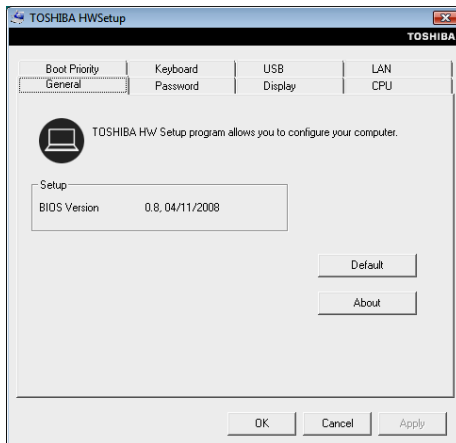 TOSHIBA HWSetup
TOSHIBA
Boot Priority Keyboard USB LAN
General Password Display CPU
TOSHIBA HW Setup program allows you to configure your computer.
Setup
BIOS Version 0.8, 04/11/2008
Default
About
OK Cancel Apply